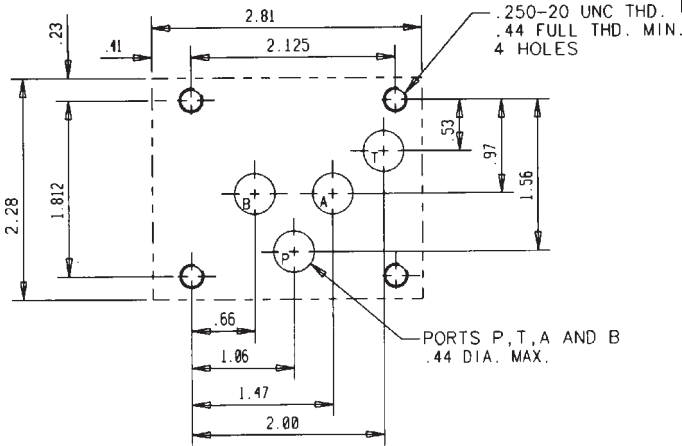 2.81
.250-20 UNC THD.
.44 FULL THD. MIN.
4 HOLES
.23
.41
2.125
.53
.97
1.56
T
2.28
1.812
B
A
P
.66
PORTS P,T,A AND B
.44 DIA. MAX.
1.06
1.47
2.00